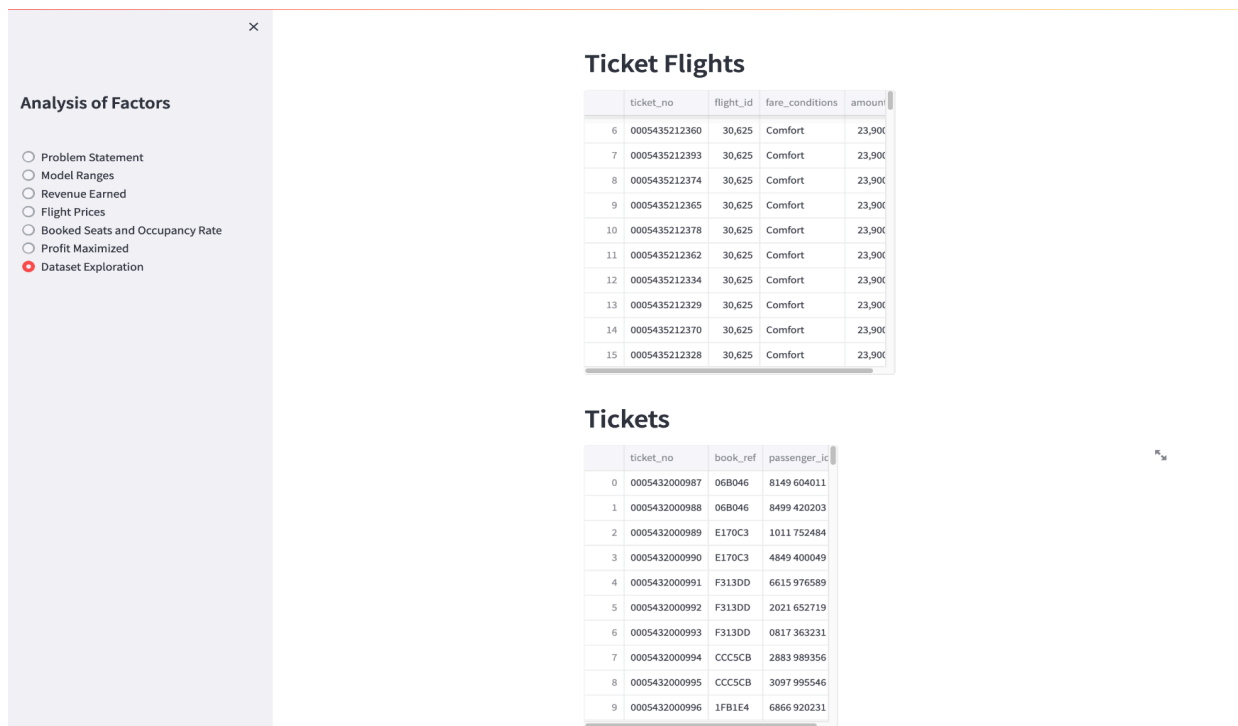 ×
Analysis of Factors
Problem Statement
Model Ranges
Revenue Earned
Flight Prices
Booked Seats and Occupancy Rate
Profit Maximized
Dataset Exploration
Ticket Flights
ticket_no flight_id fare_conditions amount
6 0005435212360 30,625 Comfort 23,900
7 0005435212393 30,625 Comfort 23,900
8 0005435212374 30,625 Comfort 23,900
9 0005435212365 30,625 Comfort 23,900
10 0005435212378 30,625 Comfort 23,900
11 0005435212362 30,625 Comfort 23,900
12 0005435212334 30,625 Comfort 23,900
13 0005435212329 30,625 Comfort 23,900
14 0005435212370 30,625 Comfort 23,900
15 0005435212328 30,625 Comfort 23,900
Tickets
ticket_no book_ref passenger_ic
0 0005432000987 06B046 8149 604011
1 0005432000988 06B046 8499 420203
2 0005432000989 E170C3 1011 752484
3 0005432000990 E170C3 4849 400049
4 0005432000991 F313DD 6615 976589
5 0005432000992 F313DD 2021 652719
6 0005432000993 F313DD 0817 363231
7 0005432000994 CCC5CB 2883 989356
8 0005432000995 CCC5CB 3097 995546
9 0005432000996 1FB1E4 6866 920231